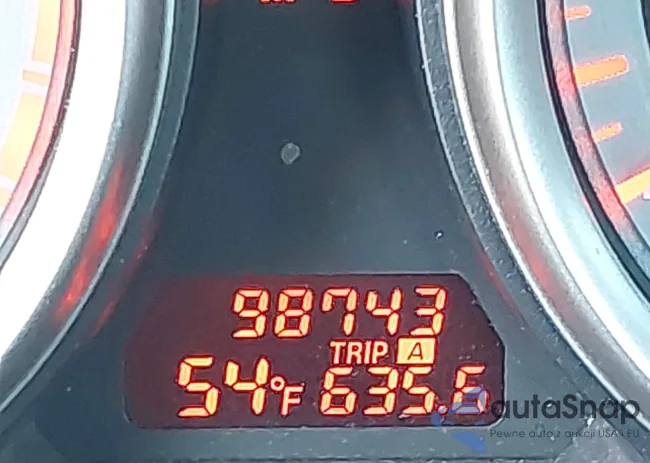 98743
TRIP A
54°F 635.6
autaSnap
Pewne auta z aukcji USA i EU